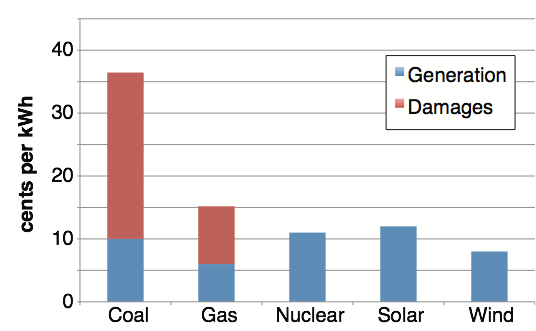 cents per kWh
40
30
20
10
0
Generation
Damages
Coal Gas Nuclear Solar Wind